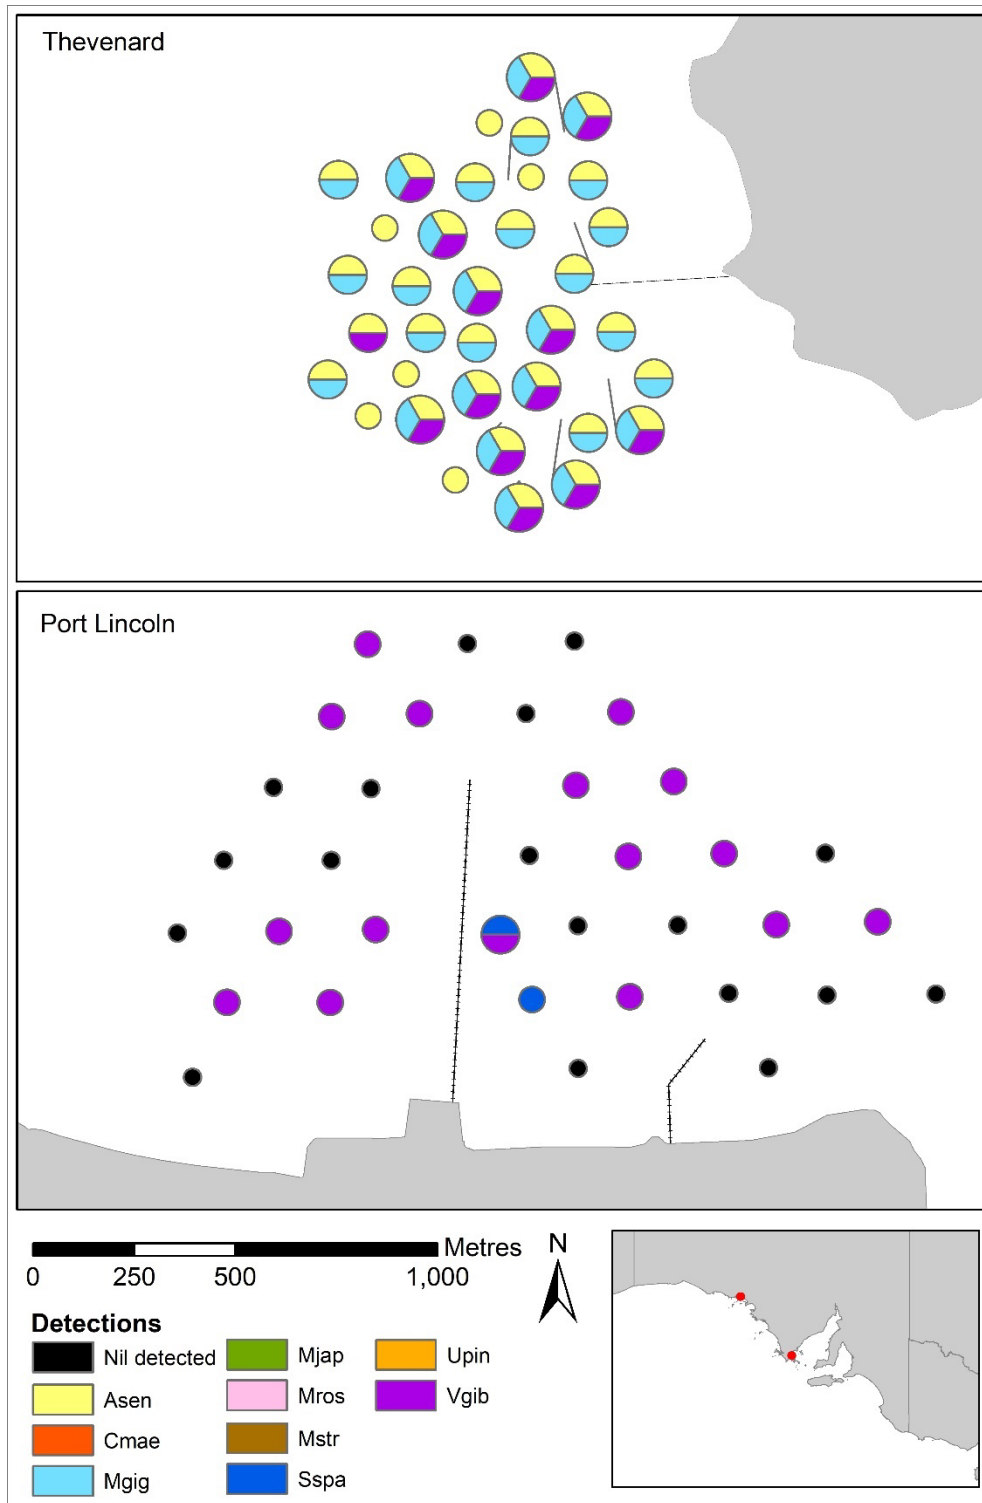 Thevenard
Port Lincoln
Metres
0 250 500 1,000
N
Detections
Nil detected
Asen
Cmae
Mgig
Mjap
Mros
Mstr
Sspa
Upin
Vgib